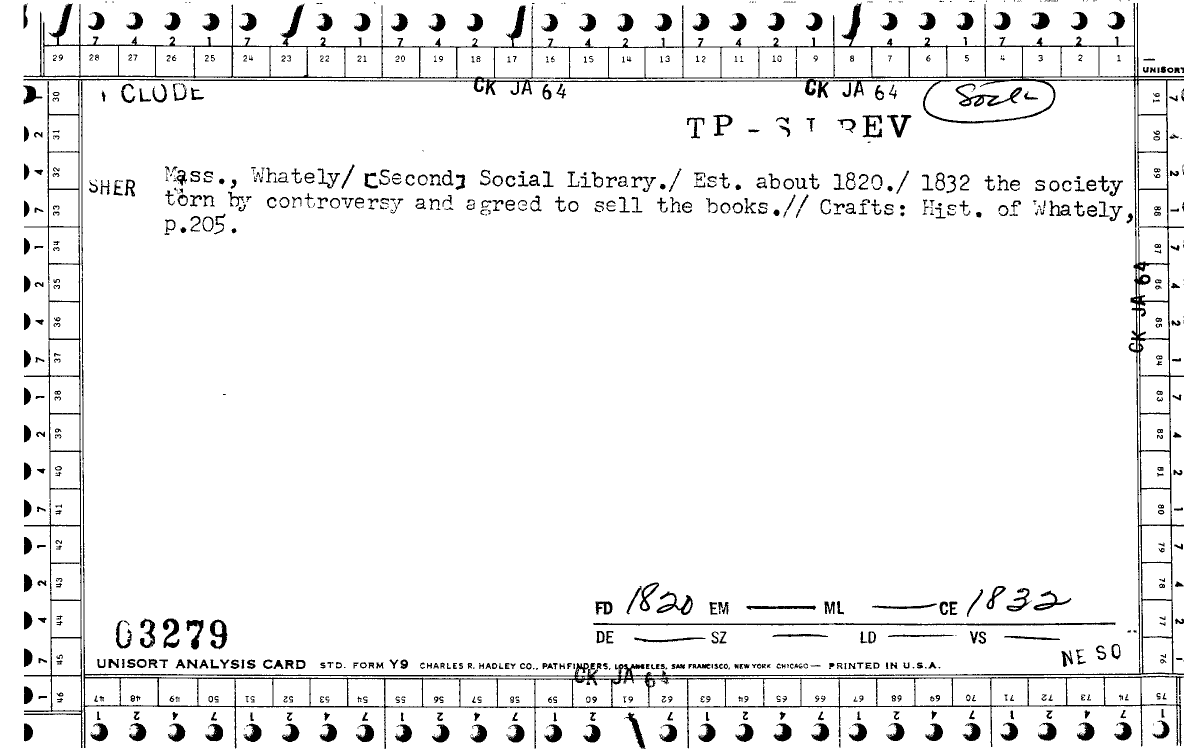 7 4 2 1 7 4 2 1 7 4 2 1 7 4 2 1 7 4 2 1 7 4 2 1 7 4 2 1
29 28 27 26 25 24 23 22 21 20 19 18 17 16 15 14 13 12 11 10 9 8 7 6 5 4 3 2 1
UNISORT
CLUDE CK JA 64 CK JA 64
TP - REV
SHER
Mass., Whately/ [Second] Social Library./ Est. about 1820./ 1832 the society
torn by controversy and agreed to sell the books.// Crafts: Hist. of Whately,
p.205.
CK JA 64
FD 1820 EM — ML — CE 1832
DE — SZ — LD — VS —
03279
NE SO
UNISORT ANALYSIS CARD STD. FORM Y9 CHARLES R. HADLEY CO., PATHFINDERS, LOS ANGELES, SAN FRANCISCO, NEW YORK CHICAGO — PRINTED IN U.S.A.
CK JA 64
30 31 32 33 34 35 36 37 38 39 40 41 42 43 44 45 46
91 90 89 88 87 86 85 84 83 82 81 80 79 78 77 76
47 48 49 50 51 52 53 54 55 56 57 58 59 60 61 62 63 64 65 66 67 68 69 70 71 72 73 74 75